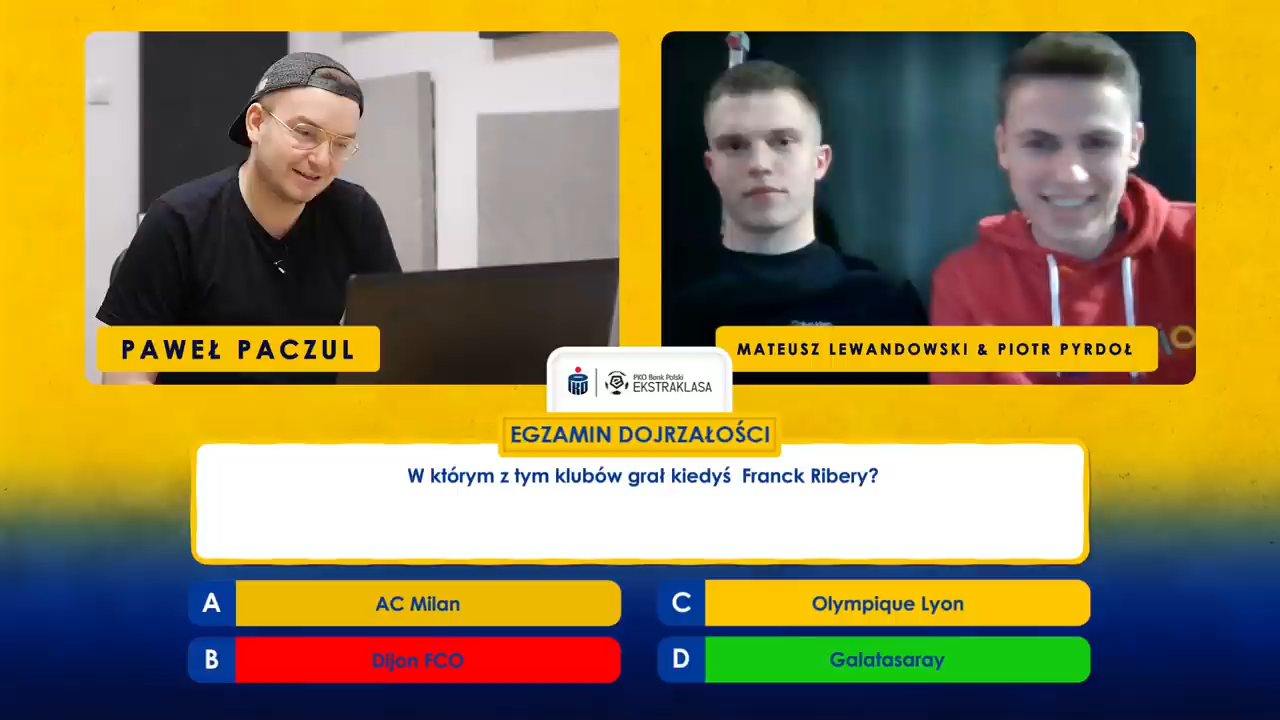 PAWEŁ PACZUL
MATEUSZ LEWANDOWSKI & PIOTR PYRDOŁ
PKO Bank Polski
EKSTRAKLASA
EGZAMIN DOJRZAŁOŚCI
W którym z tym klubów grał kiedyś Franck Ribery?
A AC Milan
C Olympique Lyon
B Dijon FCO
D Galatasaray